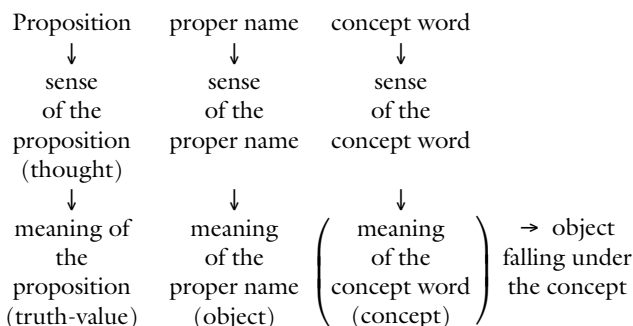 Proposition proper name concept word
↓ ↓ ↓
sense sense sense
of the of the of the
proposition proper name concept word
(thought)
↓ ↓ ↓
meaning of meaning meaning → object
the of the of the falling under
proposition proper name concept word the concept
(truth-value) (object) (concept)